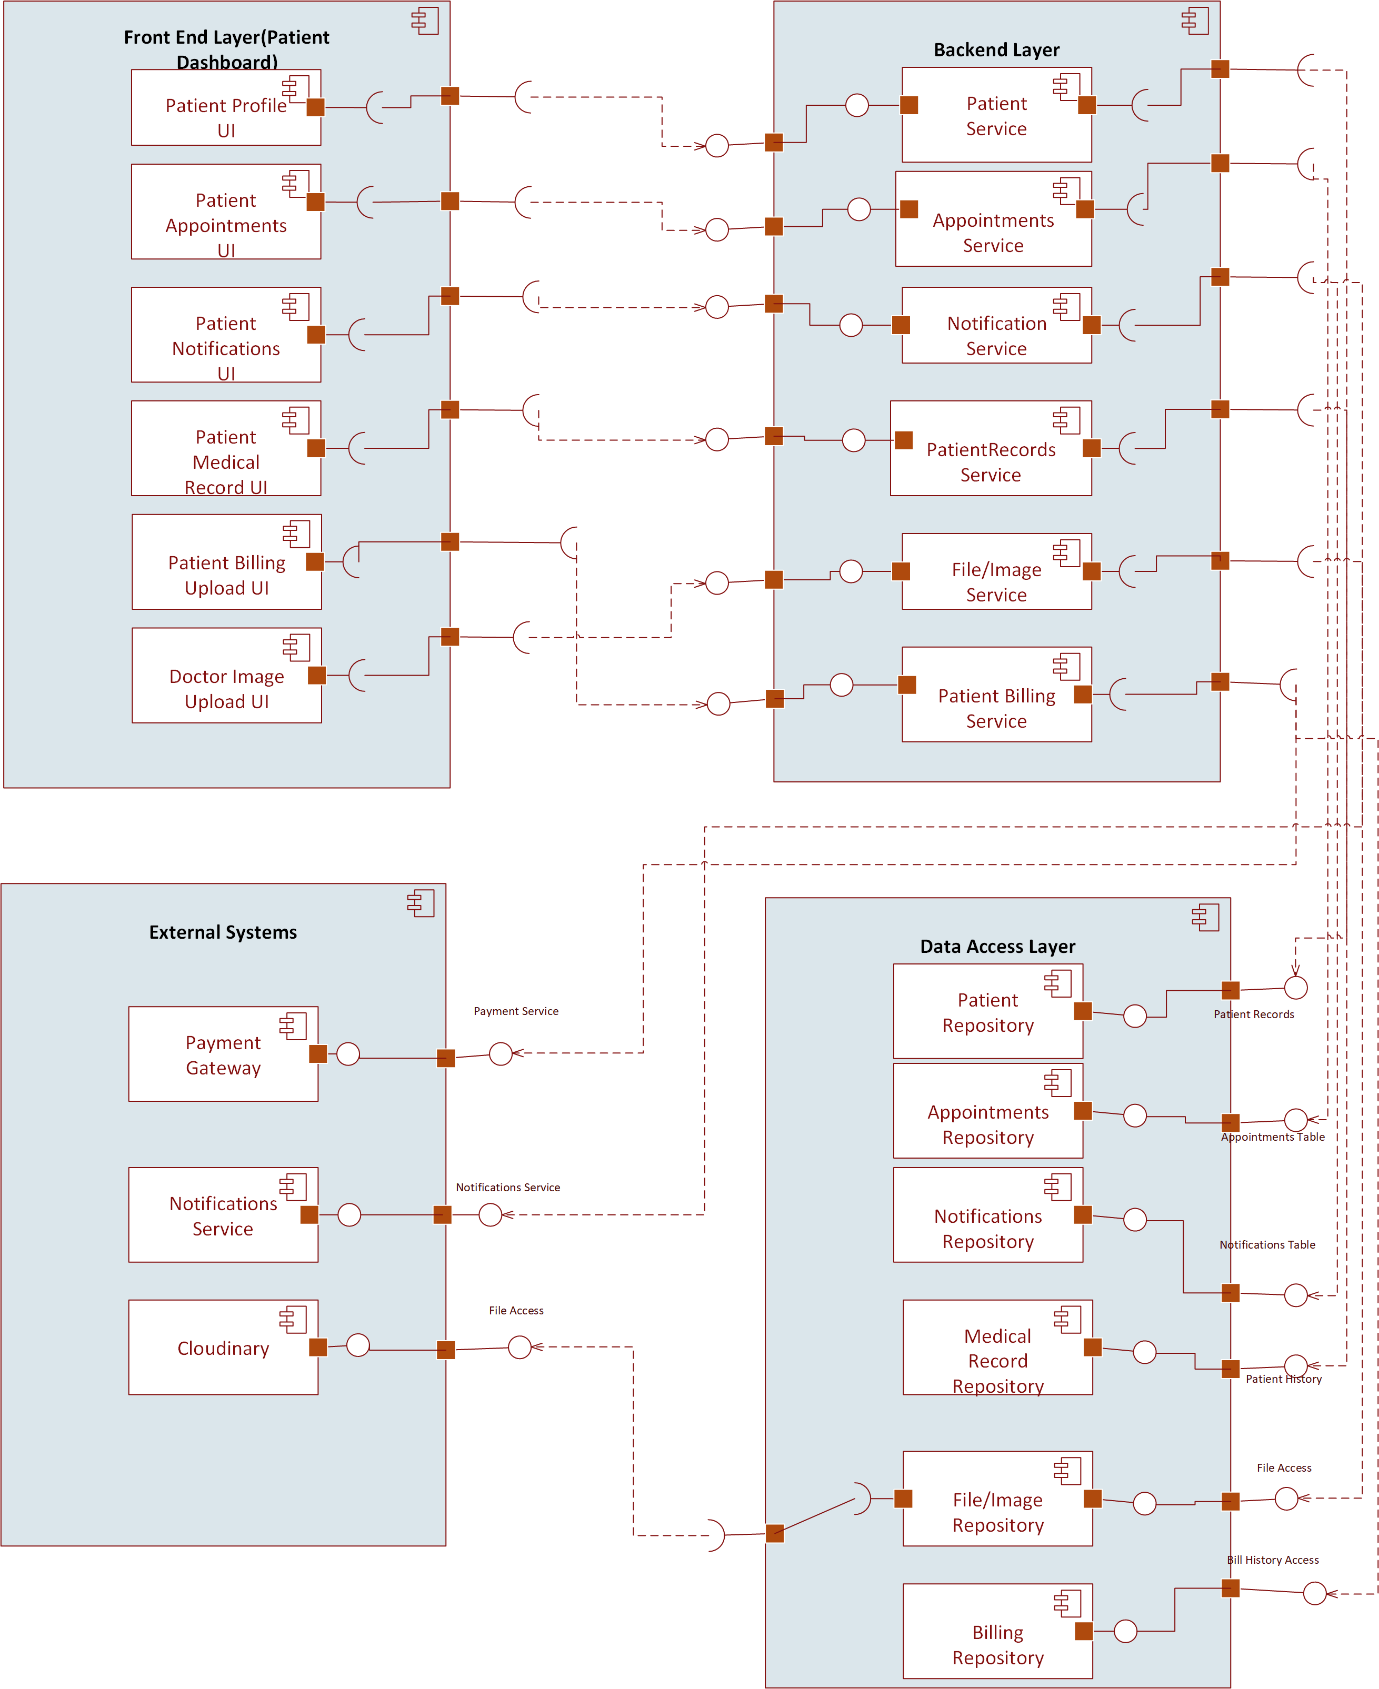 Front End Layer(Patient
Dashboard)
Patient Profile
UI
Patient
Appointments
UI
Patient
Notifications
UI
Patient
Medical
Record UI
Patient Billing
Upload UI
Doctor Image
Upload UI
Backend Layer
Patient
Service
Appointments
Service
Notification
Service
PatientRecords
Service
File/Image
Service
Patient Billing
Service
External Systems
Payment
Gateway
Payment Service
Notifications
Service
Notifications Service
Cloudinary
File Access
Data Access Layer
Patient
Repository
Patient Records
Appointments
Repository
Appointments Table
Notifications
Repository
Notifications Table
Medical
Record
Repository
Patient History
File/Image
Repository
File Access
Billing
Repository
Bill History Access